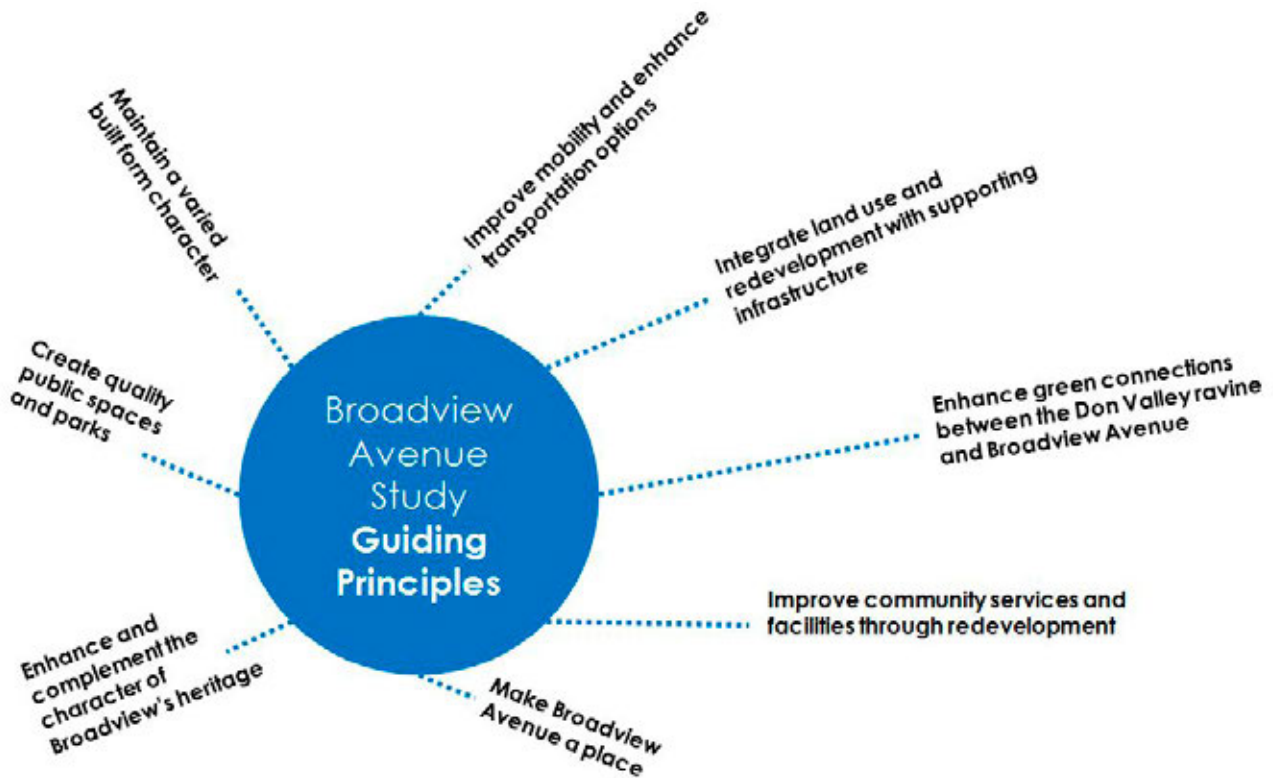 Maintain a varied
built form character
Improve mobility and enhance
transportation options
Integrate land use and
redevelopment with supporting
infrastructure
Create quality
public spaces
and parks
Broadview
Avenue
Study
Guiding
Principles
Enhance green connections
between the Don Valley ravine
and Broadview Avenue
Improve community services and
facilities through redevelopment
Enhance and
complement the
character of
Broadview's heritage
Make Broadview
Avenue a place